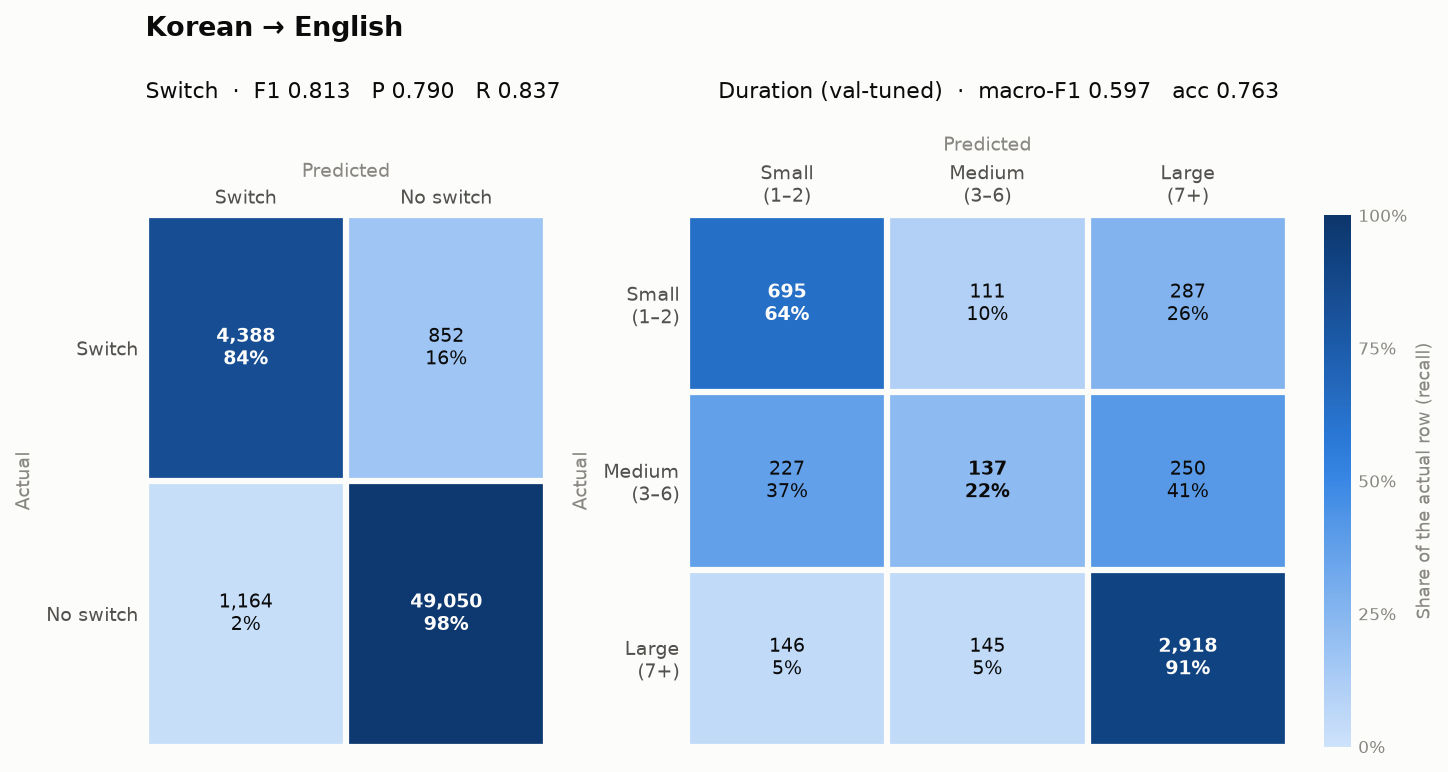 Korean → English
Switch · F1 0.813 P 0.790 R 0.837
Predicted
Switch No switch
Actual
Switch
4,388 852
84% 16%
No switch
1,164 49,050
2% 98%
Duration (val-tuned) · macro-F1 0.597 acc 0.763
Predicted
Small Medium Large
(1–2) (3–6) (7+)
Actual
Small
(1–2)
695 111 287
64% 10% 26%
Medium
(3–6)
227 137 250
37% 22% 41%
Large
(7+)
146 145 2,918
5% 5% 91%
100%
75%
50%
25%
0%
Share of the actual row (recall)